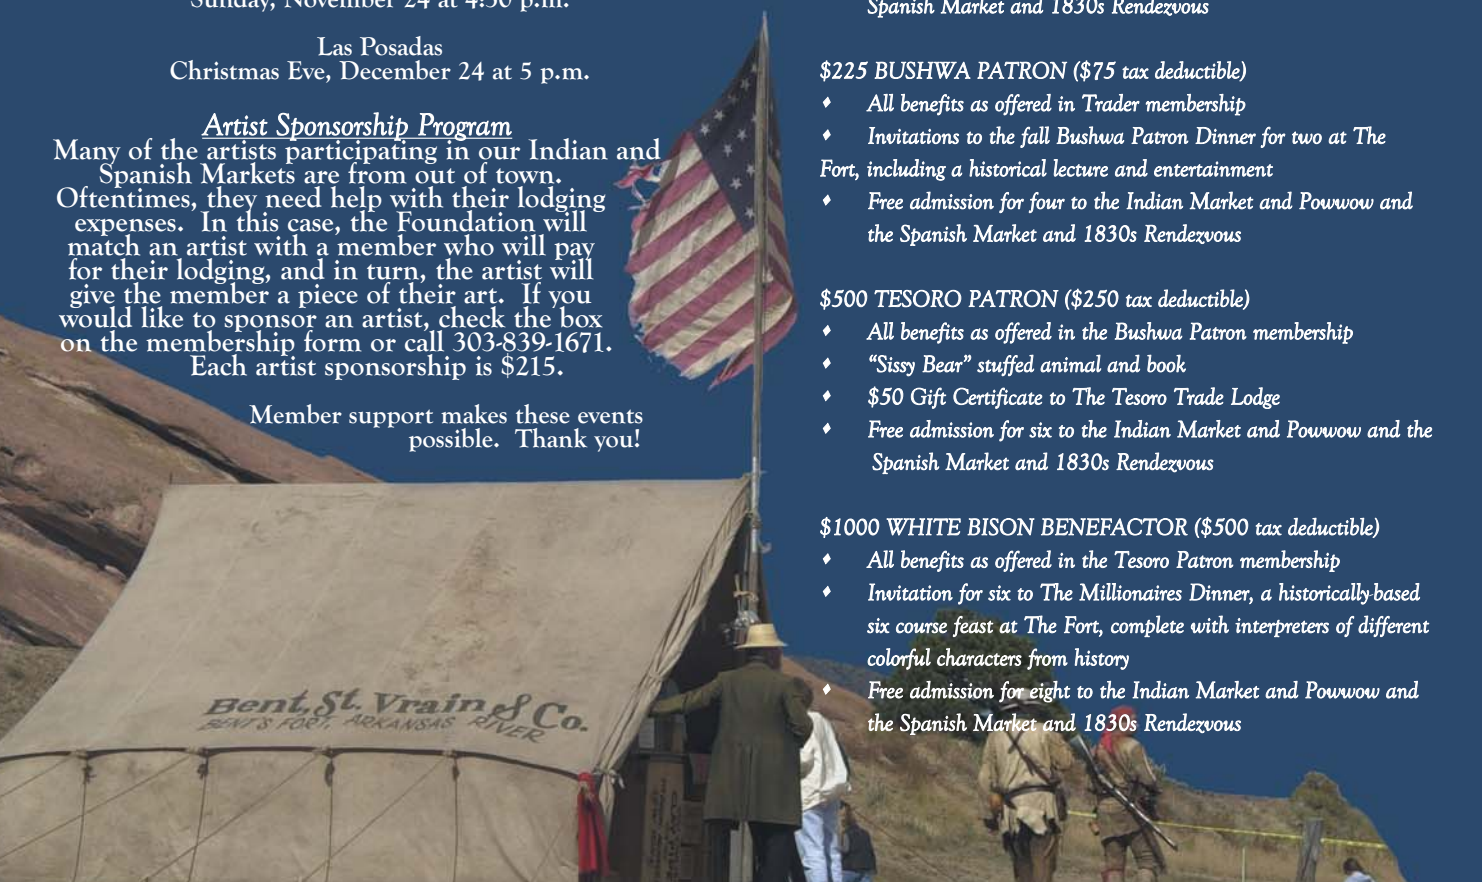 Sunday, November 24 at 4:30 p.m.
Las Posadas
Christmas Eve, December 24 at 5 p.m.
Artist Sponsorship Program
Many of the artists participating in our Indian and
Spanish Markets are from out of town.
Oftentimes, they need help with their lodging
expenses.  In this case, the Foundation will
match an artist with a member who will pay
for their lodging, and in turn, the artist will
give the member a piece of their art.  If you
would like to sponsor an artist, check the box
on the membership form or call 303-839-1671.
Each artist sponsorship is $215.
Member support makes these events
possible.  Thank you!
Bent, St. Vrain & Co.
BENT'S FORT, ARKANSAS RIVER
Spanish Market and 1830s Rendezvous
$225 BUSHWA PATRON ($75 tax deductible)
♦ All benefits as offered in Trader membership
♦ Invitations to the fall Bushwa Patron Dinner for two at The
Fort, including a historical lecture and entertainment
♦ Free admission for four to the Indian Market and Powwow and
the Spanish Market and 1830s Rendezvous
$500 TESORO PATRON ($250 tax deductible)
♦ All benefits as offered in the Bushwa Patron membership
♦ “Sissy Bear” stuffed animal and book
♦ $50 Gift Certificate to The Tesoro Trade Lodge
♦ Free admission for six to the Indian Market and Powwow and the
Spanish Market and 1830s Rendezvous
$1000 WHITE BISON BENEFACTOR ($500 tax deductible)
♦ All benefits as offered in the Tesoro Patron membership
♦ Invitation for six to The Millionaires Dinner, a historically-based
six course feast at The Fort, complete with interpreters of different
colorful characters from history
♦ Free admission for eight to the Indian Market and Powwow and
the Spanish Market and 1830s Rendezvous